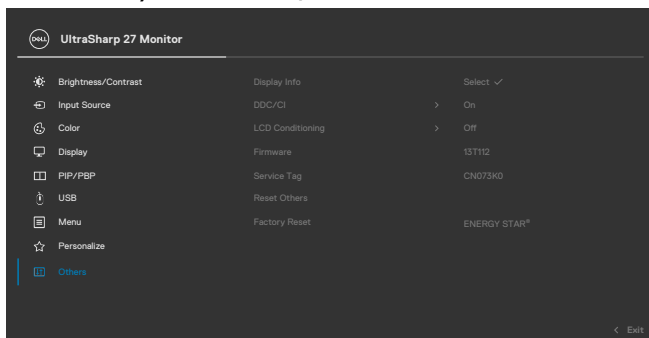 DELL UltraSharp 27 Monitor
Brightness/Contrast Display Info Select ✓
Input Source DDC/CI > On
Color LCD Conditioning > Off
Display Firmware 13T112
PIP/PBP Service Tag CN073K0
USB Reset Others
Menu Factory Reset ENERGY STAR®
Personalize
Others
< Exit